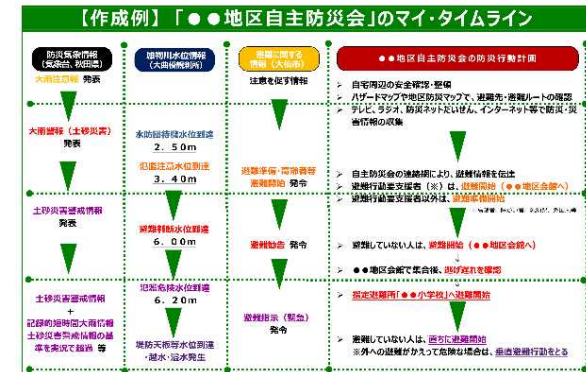 【作成例】「●●地区自主防災会」のマイ・タイムライン
防災気象情報
(気象台、秋田県)
雄物川水位情報
(大曲橋観測所)
避難に関する
情報(大仙市)
●●地区自主防災会の防災行動計画
大雨注意報 発表
注意を促す情報
➢ 自宅周辺の安全確認・整頓
➢ ハザードマップや地区防災マップで、避難先・避難ルートの確認
➢ テレビ、ラジオ、防災ネットだいせん、インターネット等で防災・災
害情報の収集
大雨警報(土砂災害)
発表
水防団待機水位到達
2.50m
氾濫注意水位到達
3.40m
避難準備・高齢者等
避難開始 発令
➢ 自主防災会の連絡網により、避難情報を伝達
➢ 避難行動要支援者(※)は、避難開始(●●地区会館へ)
➢ 避難行動要支援者以外は、避難準備開始
土砂災害警戒情報
発表
避難判断水位到達
6.00m
避難勧告 発令
➢ 避難していない人は、避難開始(●●地区会館へ)
↓
➢ ●●地区会館で集合後、逃げ遅れを確認
↓
➢ 指定避難所「●●小学校」へ避難開始
土砂災害警戒情報
+
記録的短時間大雨情報
土砂災害警戒情報の基
準を実況で超過 等
氾濫危険水位到達
6.20m
堤防天端等水位到達
・越水・溢水発生
避難指示(緊急)
発令
➢ 避難していない人は、直ちに避難開始
※外への避難がかえって危険な場合は、垂直避難行動をとる